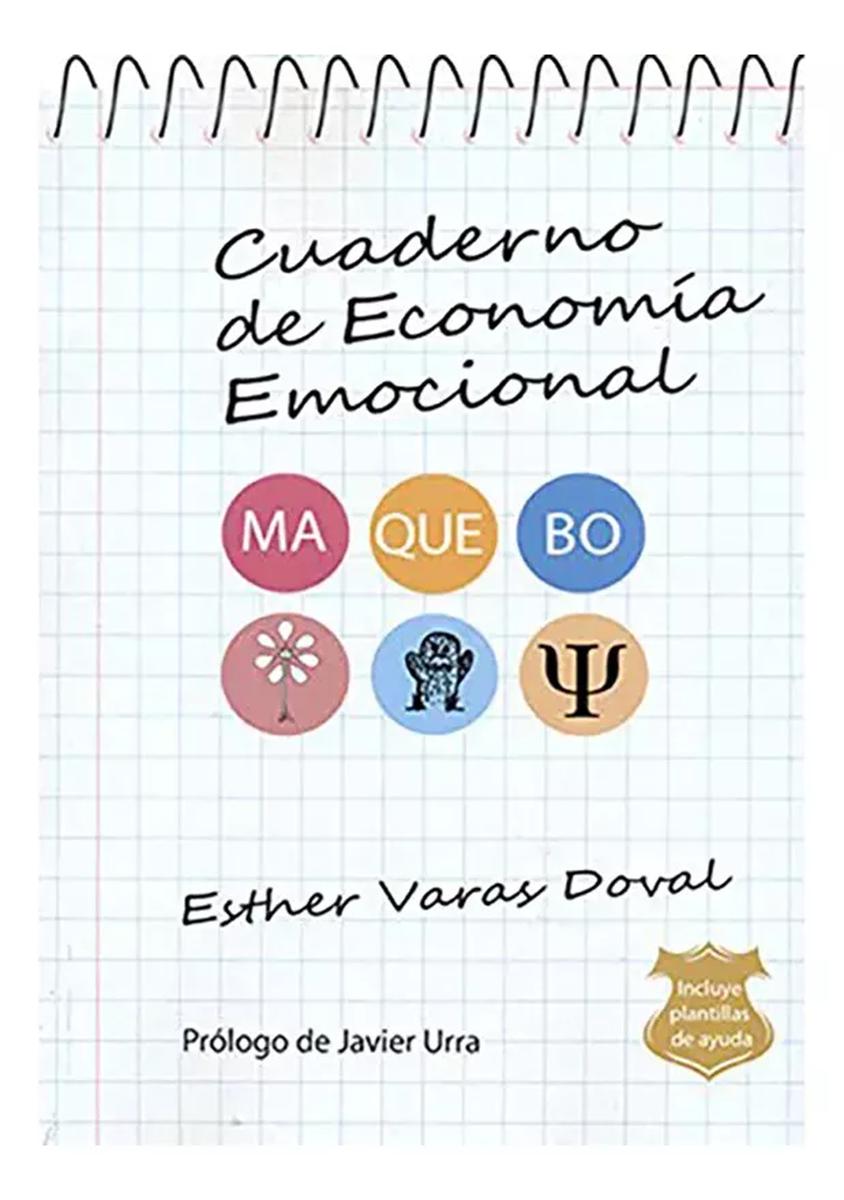 Cuaderno
de Economía
Emocional
MA QUE BO
Ψ
Esther Varas Doval
Incluye
plantillas
de ayuda
Prólogo de Javier Urra